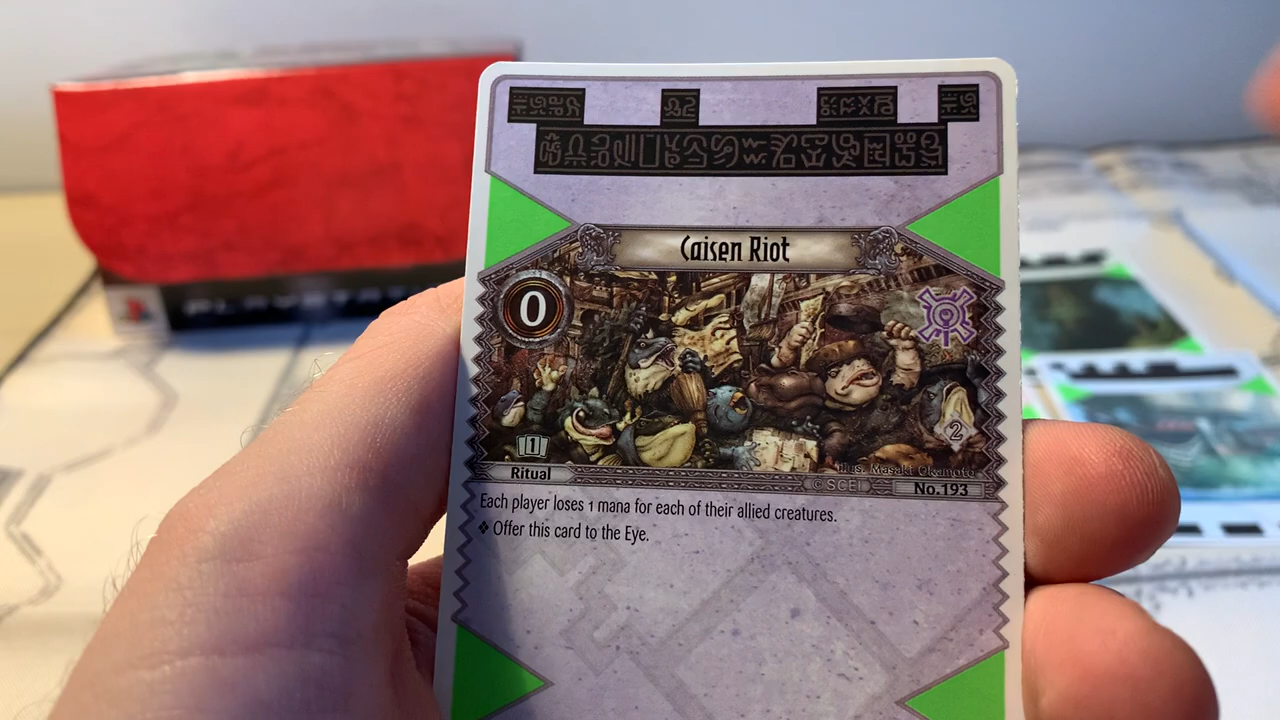 Caisen Riot
0
2
1
Ritual
Illus. Masaki Okamoto
©SCEI
No.193
Each player loses 1 mana for each of their allied creatures.
❖ Offer this card to the Eye.